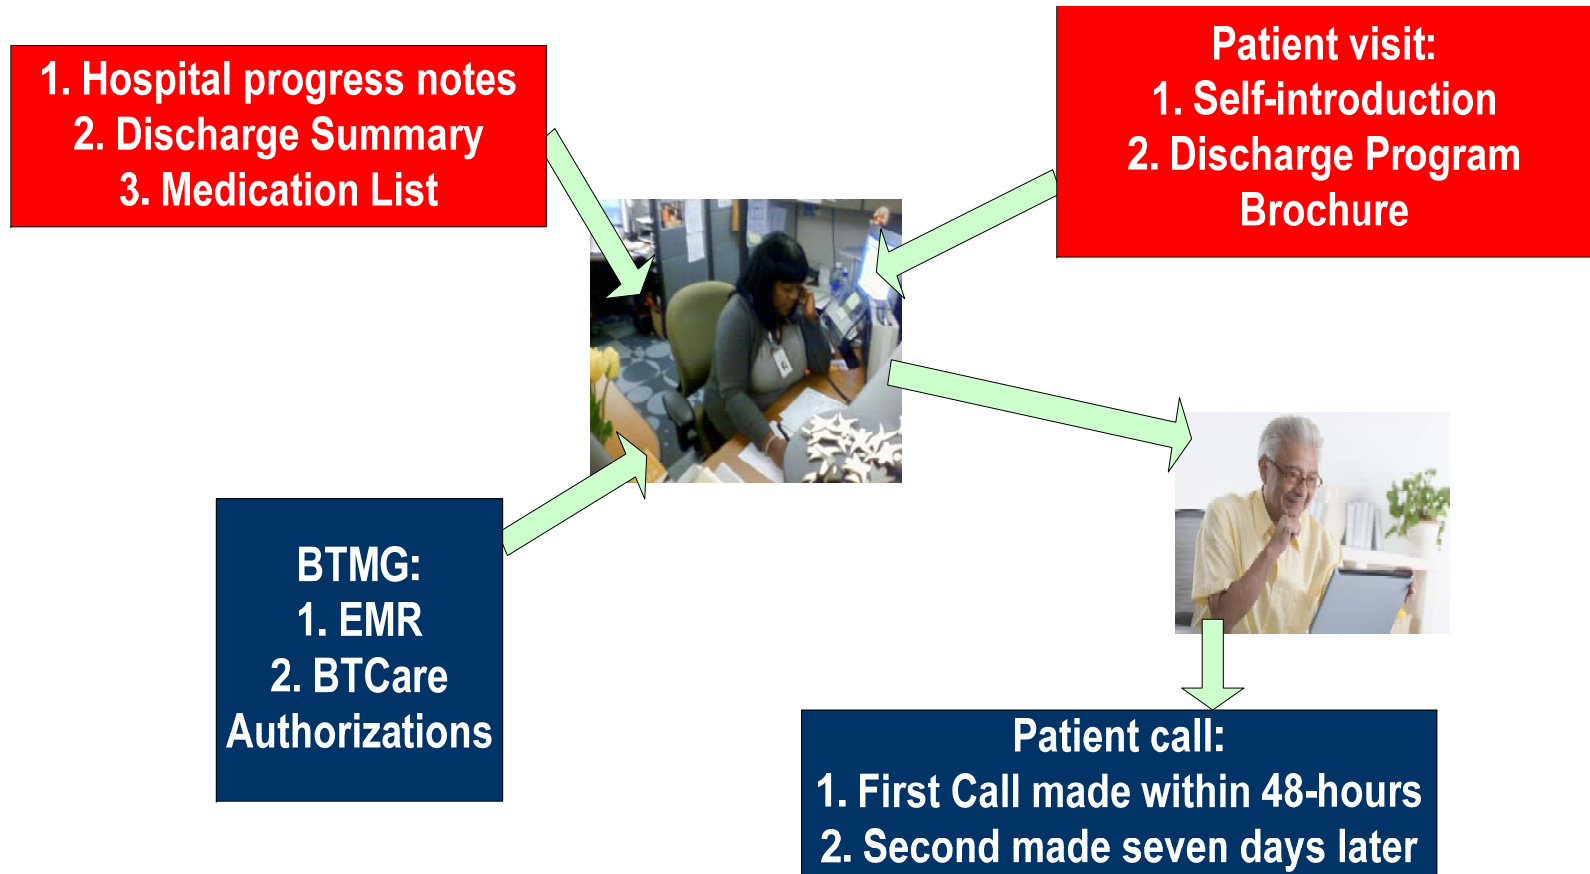 1. Hospital progress notes
2. Discharge Summary
3. Medication List
Patient visit:
1. Self-introduction
2. Discharge Program
Brochure
BTMG:
1. EMR
2. BTCare
Authorizations
Patient call:
1. First Call made within 48-hours
2. Second made seven days later